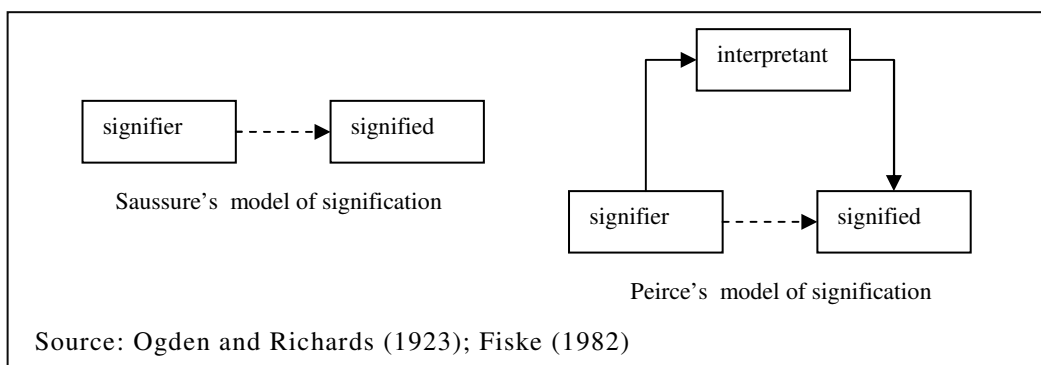 signifier
signified
Saussure's model of signification
interpretant
signifier
signified
Peirce's model of signification
Source: Ogden and Richards (1923); Fiske (1982)